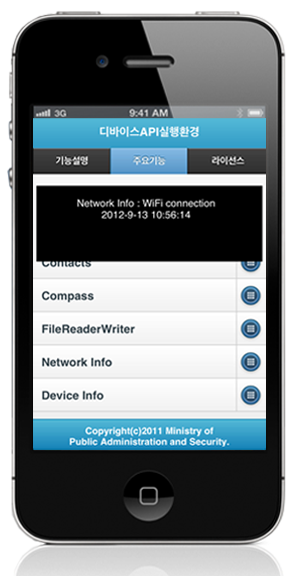 3G 9:41 AM
디바이스API실행환경
기능설명 주요기능 라이선스
Network Info : WiFi connection
2012-9-13 10:56:14
Contacts
Compass
FileReaderWriter
Network Info
Device Info
Copyright(c)2011 Ministry of
Public Administration and Security.